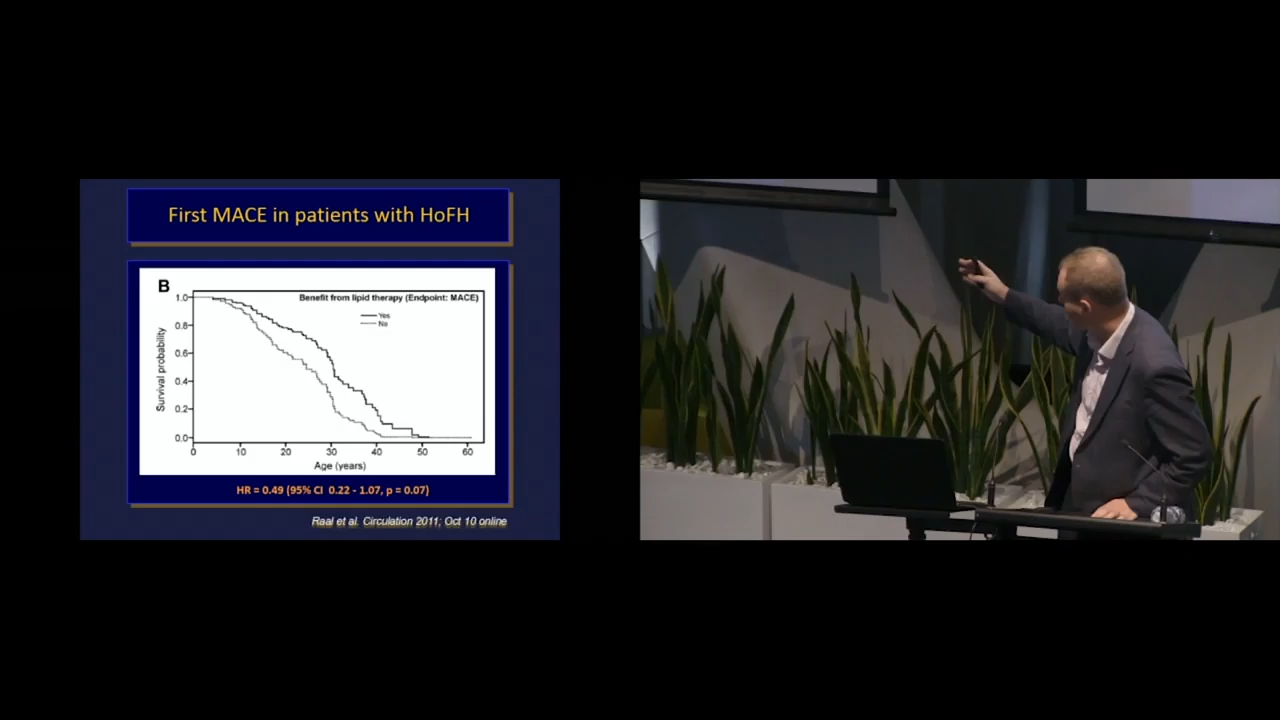 First MACE in patients with HoFH
B
Benefit from lipid therapy (Endpoint: MACE)
Yes
No
Survival probability
1.0
0.8
0.6
0.4
0.2
0.0
0 10 20 30 40 50 60
Age (years)
HR = 0.49 (95% CI 0.22 - 1.07, p = 0.07)
Raal et al. Circulation 2011; Oct 10 online